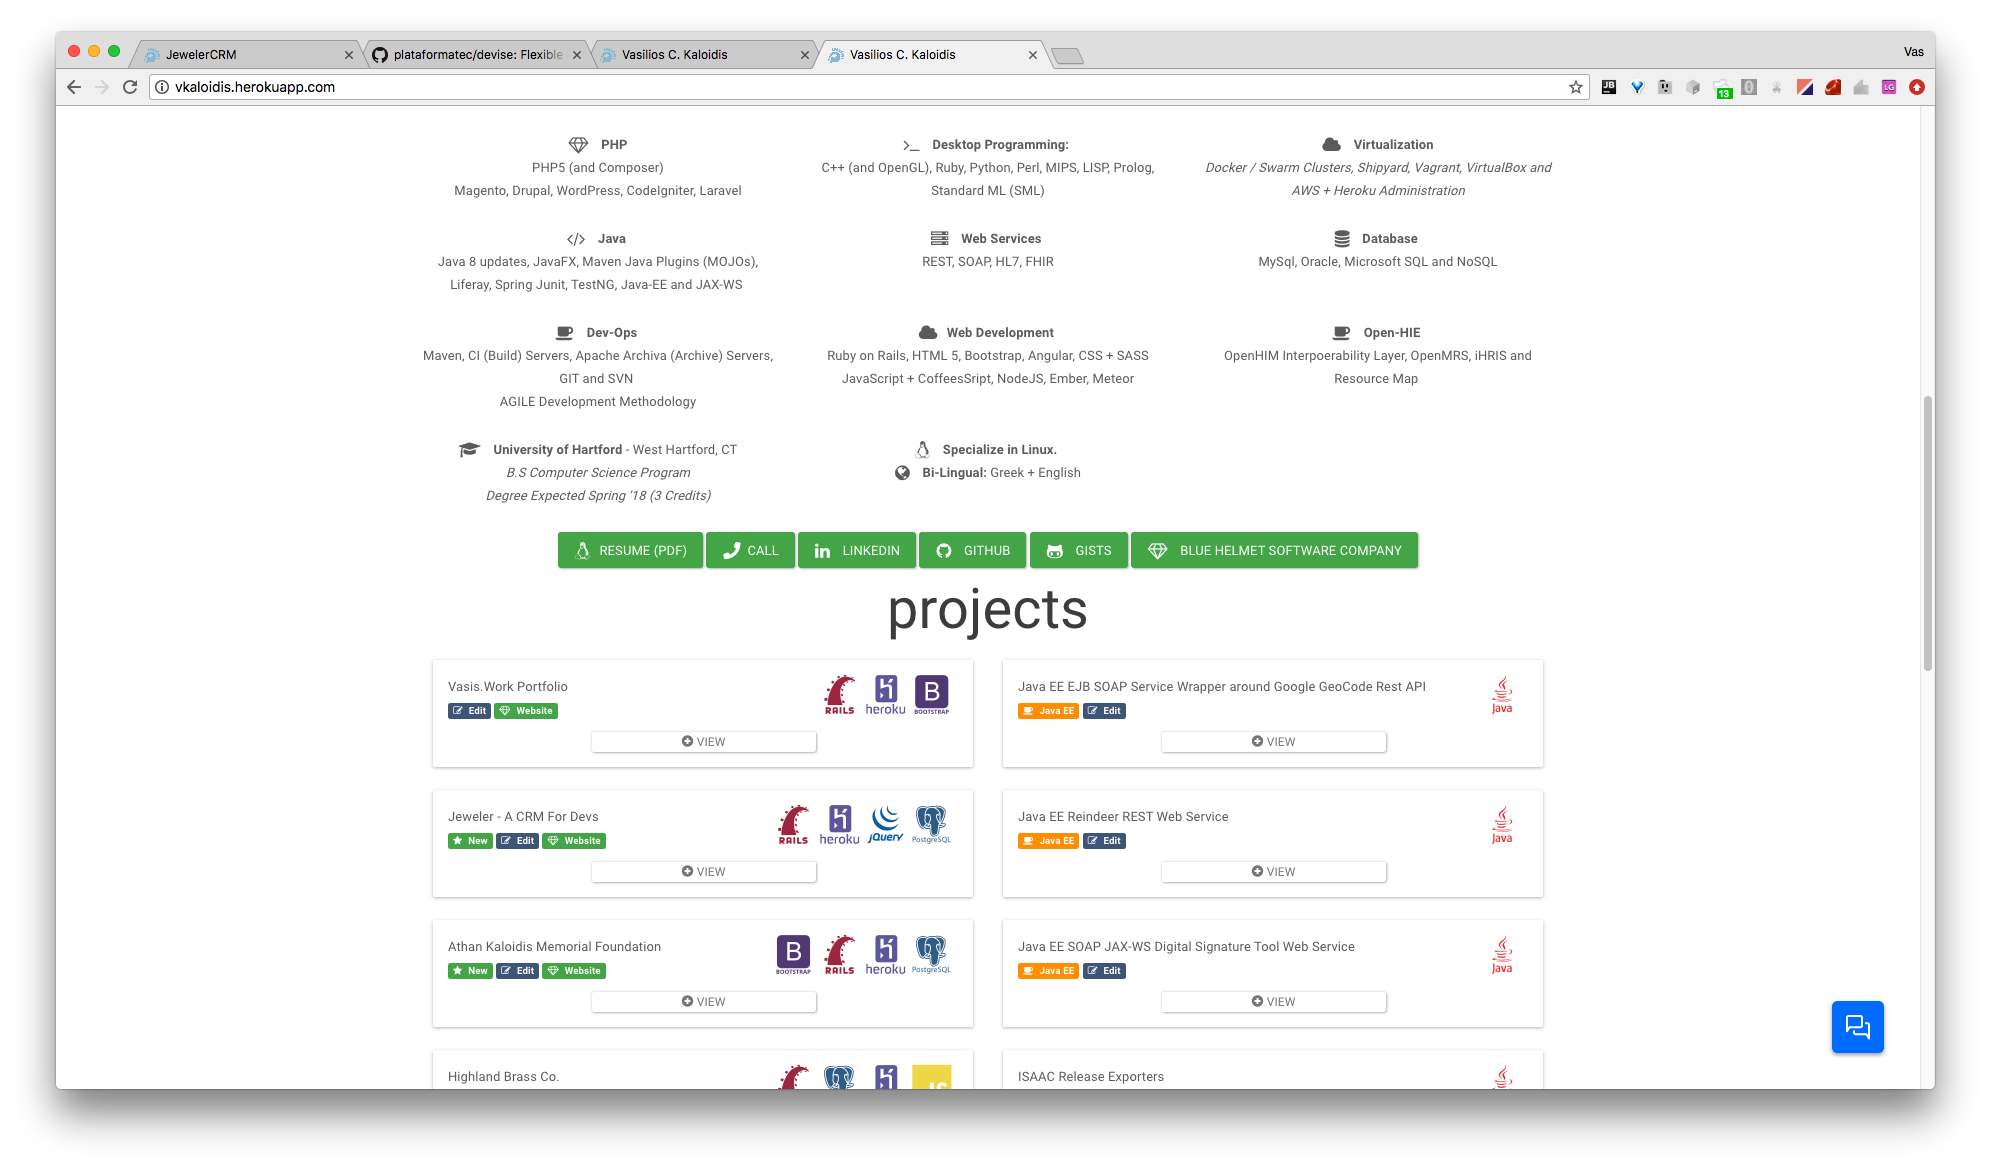 JewelerCRM
plataformatec/devise: Flexible
Vasilios C. Kaloidis
Vasilios C. Kaloidis
Vas
vkaloidis.herokuapp.com
JB
13
0
LG
PHP
PHP5 (and Composer)
Magento, Drupal, WordPress, CodeIgniter, Laravel
Desktop Programming:
C++ (and OpenGL), Ruby, Python, Perl, MIPS, LISP, Prolog,
Standard ML (SML)
Virtualization
Docker / Swarm Clusters, Shipyard, Vagrant, VirtualBox and
AWS + Heroku Administration
Java
Java 8 updates, JavaFX, Maven Java Plugins (MOJOs),
Liferay, Spring Junit, TestNG, Java-EE and JAX-WS
Web Services
REST, SOAP, HL7, FHIR
Database
MySql, Oracle, Microsoft SQL and NoSQL
Dev-Ops
Maven, CI (Build) Servers, Apache Archiva (Archive) Servers,
GIT and SVN
AGILE Development Methodology
Web Development
Ruby on Rails, HTML 5, Bootstrap, Angular, CSS + SASS
JavaScript + CoffeesSript, NodeJS, Ember, Meteor
Open-HIE
OpenHIM Interpoerability Layer, OpenMRS, iHRIS and
Resource Map
University of Hartford - West Hartford, CT
B.S Computer Science Program
Degree Expected Spring '18 (3 Credits)
Specialize in Linux.
Bi-Lingual: Greek + English
RESUME (PDF)
CALL
LINKEDIN
GITHUB
GISTS
BLUE HELMET SOFTWARE COMPANY
projects
Vasis.Work Portfolio
Edit
Website
RAILS
heroku
B
BOOTSTRAP
VIEW
Java EE EJB SOAP Service Wrapper around Google GeoCode Rest API
Java EE
Edit
Java
VIEW
Jeweler - A CRM For Devs
New
Edit
Website
RAILS
heroku
jQuery
PostgreSQL
VIEW
Java EE Reindeer REST Web Service
Java EE
Edit
Java
VIEW
Athan Kaloidis Memorial Foundation
New
Edit
Website
B
BOOTSTRAP
RAILS
heroku
PostgreSQL
VIEW
Java EE SOAP JAX-WS Digital Signature Tool Web Service
Java EE
Edit
Java
VIEW
Highland Brass Co.
JS
ISAAC Release Exporters